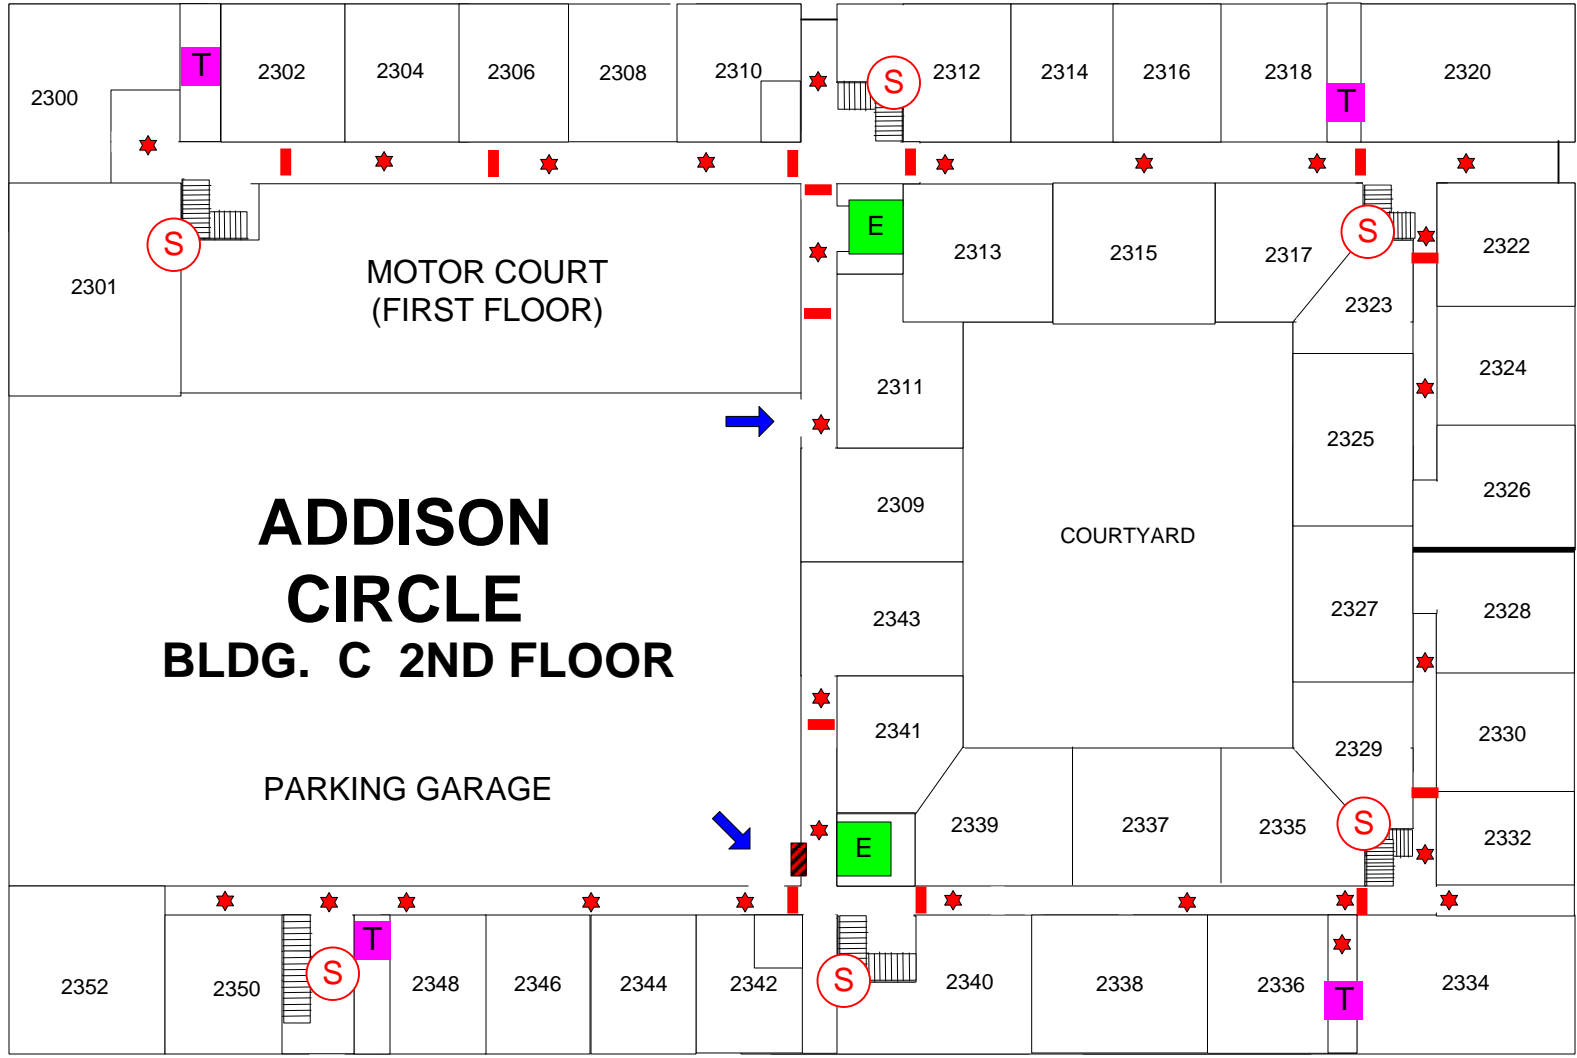 2300
T
2302
2304
2306
2308
2310
S
2312
2314
2316
2318
T
2320
S
2301
MOTOR COURT
(FIRST FLOOR)
E
2313
2315
2317
S
2322
2323
2311
2324
2325
2309
2326
ADDISON
CIRCLE
BLDG. C 2ND FLOOR
COURTYARD
2343
2327
2328
2341
2329
2330
PARKING GARAGE
E
2339
2337
2335
S
2332
2352
2350
S
T
2348
2346
2344
2342
S
2340
2338
2336
T
2334